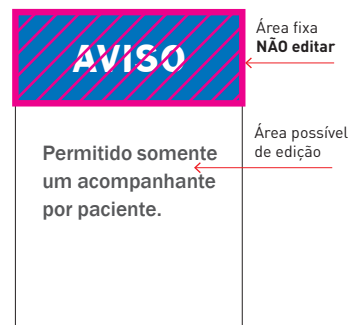 AVISO
Área fixa
NÃO editar
Área possível
de edição
Permitido somente
um acompanhante
por paciente.